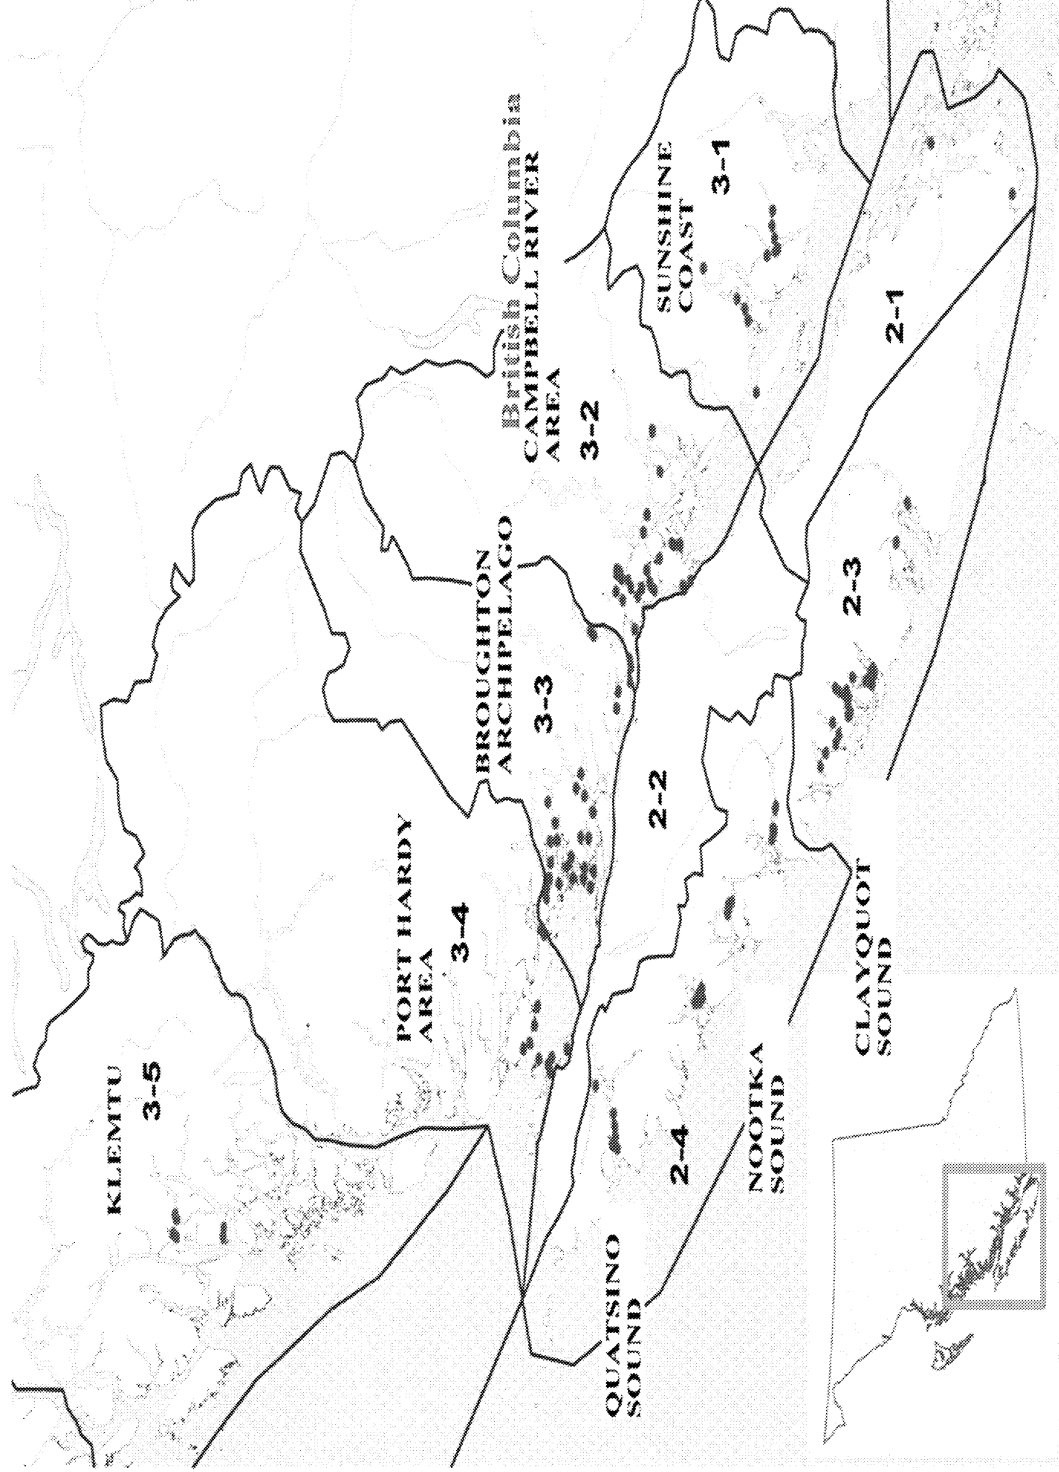 KLEMTU
3-5
PORT HARDY
AREA
3-4
BROUGHTON
ARCHIPELAGO
3-3
British Columbia
CAMPBELL RIVER
AREA
3-2
SUNSHINE
COAST
3-1
QUATSINO
SOUND
2-4
NOOTKA
SOUND
2-2
CLAYQUOT
SOUND
2-3
2-1